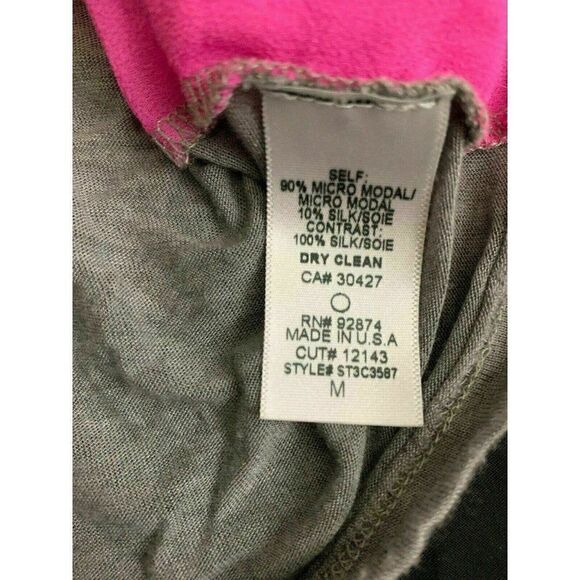 SELF:
90% MICRO MODAL/
MICRO MODAL
10% SILK/SOIE
CONTRAST:
100% SILK/SOIE
DRY CLEAN
CA# 30427
RN# 92874
MADE IN U.S.A
CUT# 12143
STYLE# ST3C3587
M